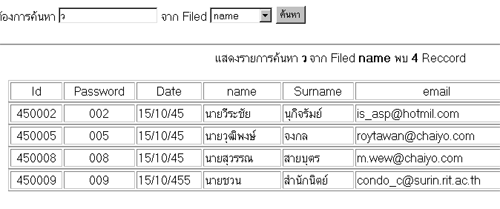 ต้องการค้นหา ว จาก Filed name ค้นหา
แสดงรายการค้นหา ว จาก Filed name พบ 4 Reccord
Id Password Date name Surname email
450002 002 15/10/45 นายวีระชัย นุกิจรัมย์ is_asp@hotmil.com
450005 005 15/10/45 นายวุฒิพงษ์ จงกล roytawan@chaiyo.com
450008 008 15/10/45 นายสุวรรณ สายบุตร m.wew@chaiyo.com
450009 009 15/10/455 นายชวน สำนักนิตย์ condo_c@surin.rit.ac.th